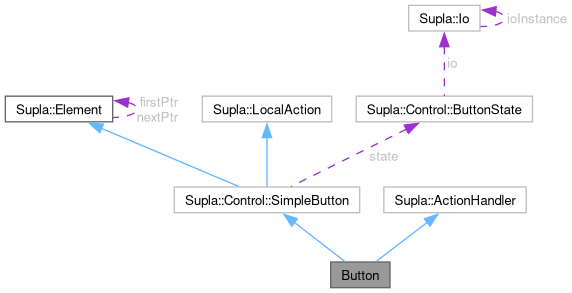 Supla::Io
ioInstance
io
Supla::Element
firstPtr
nextPtr
Supla::LocalAction
Supla::Control::ButtonState
state
Supla::Control::SimpleButton
Supla::ActionHandler
Button